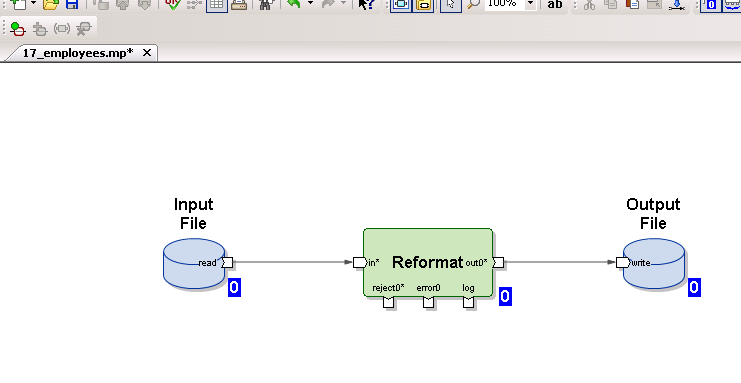 100%
ab
0
17_employees.mp*
Input
File
Output
File
read
in*
Reformat
out0*
write
reject0*
error0
log
0
0
0